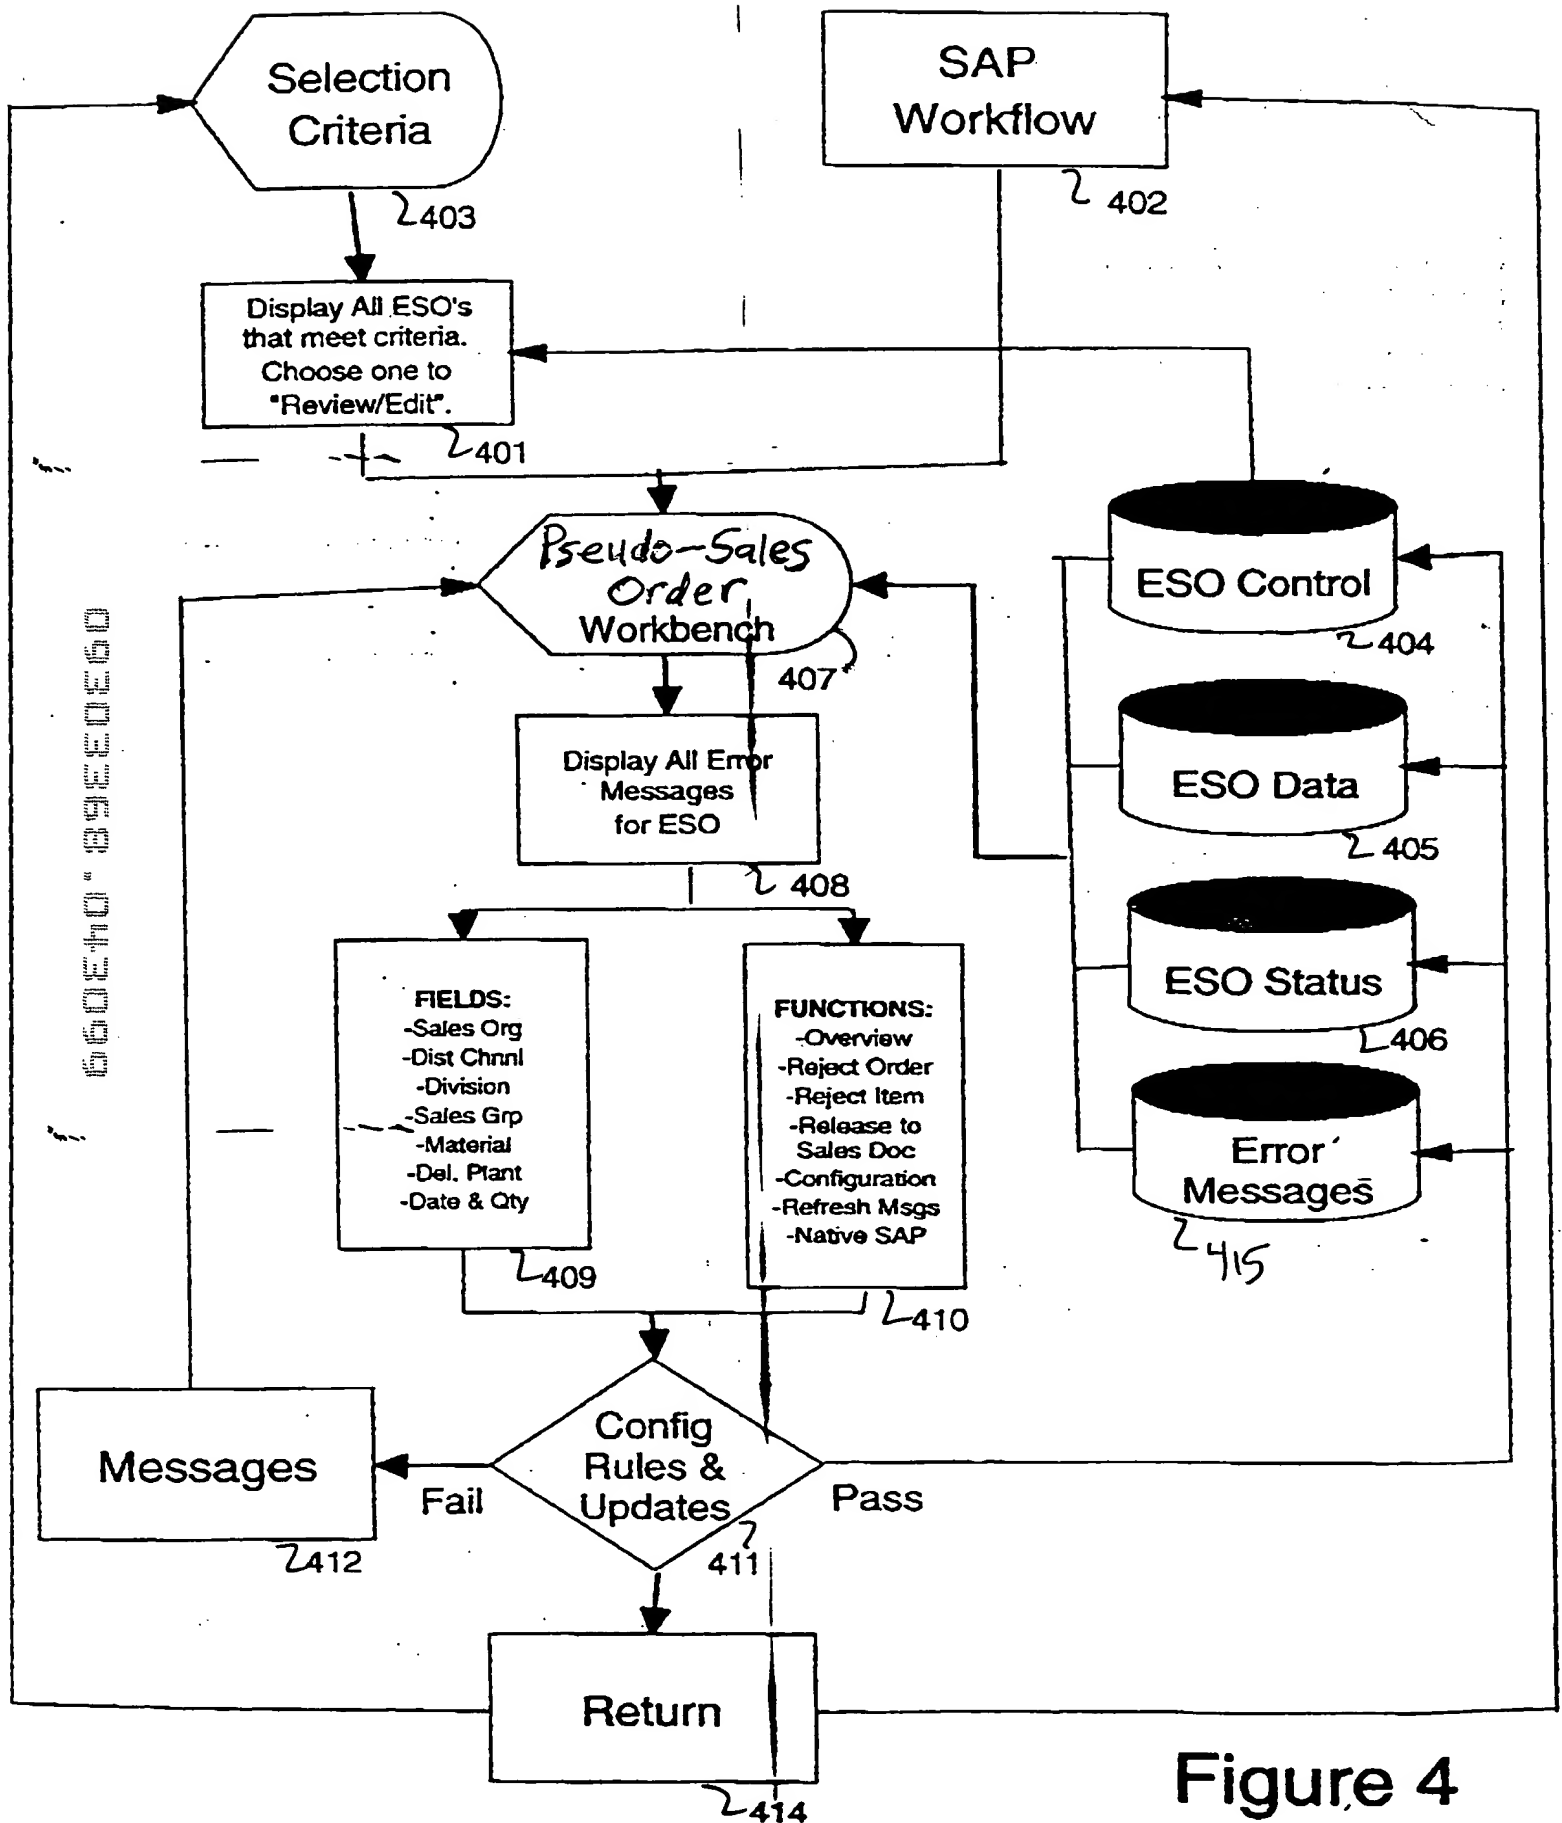 Selection
Criteria
403
SAP
Workflow
402
Display All ESO's
that meet criteria.
Choose one to
"Review/Edit".
401
Pseudo-Sales
Order
Workbench
407
ESO Control
404
Display All Error
Messages
for ESO
408
ESO Data
405
ESO Status
406
Error
Messages
415
FIELDS:
-Sales Org
-Dist Chnnl
-Division
-Sales Grp
-Material
-Del. Plant
-Date & Qty
409
FUNCTIONS:
-Overview
-Reject Order
-Reject Item
-Release to
Sales Doc
-Configuration
-Refresh Msgs
-Native SAP
410
Config
Rules &
Updates
411
Fail
Pass
Messages
412
Return
414
Figure 4